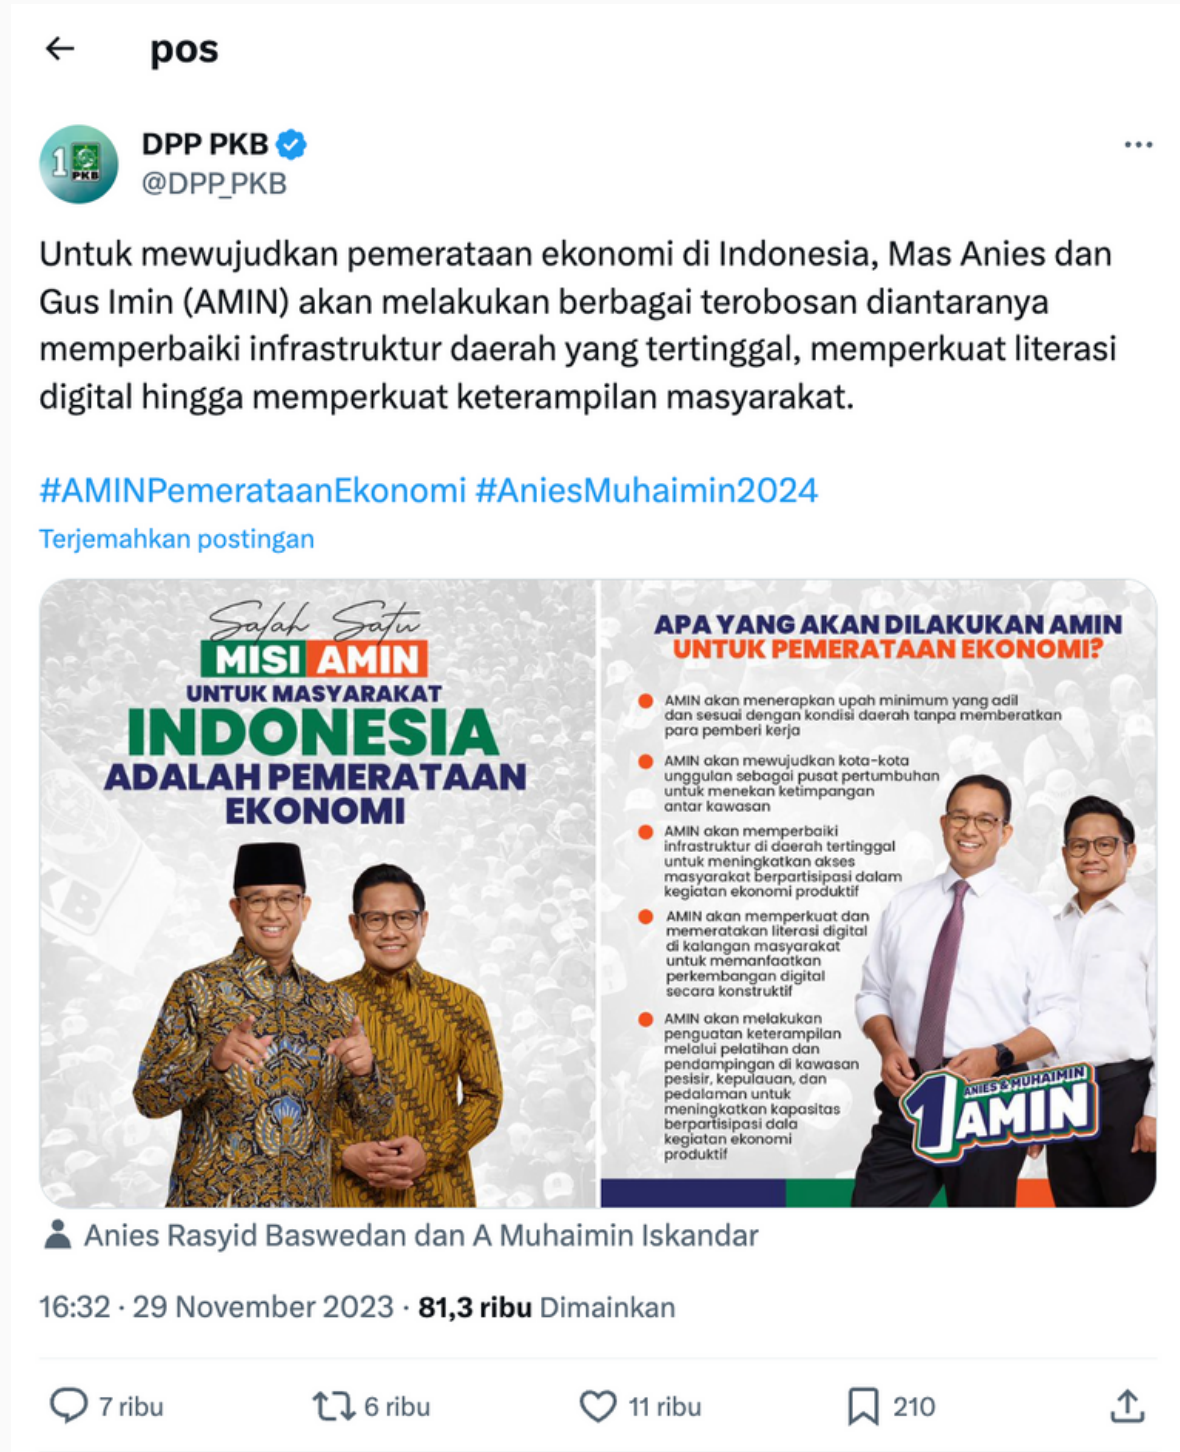 pos
1 PKB
DPP PKB
@DPP_PKB
Untuk mewujudkan pemerataan ekonomi di Indonesia, Mas Anies dan
Gus Imin (AMIN) akan melakukan berbagai terobosan diantaranya
memperbaiki infrastruktur daerah yang tertinggal, memperkuat literasi
digital hingga memperkuat keterampilan masyarakat.
#AMINPemerataanEkonomi #AniesMuhaimin2024
Terjemahkan postingan
Salah Satu
MISI AMIN
UNTUK MASYARAKAT
INDONESIA
ADALAH PEMERATAAN
EKONOMI
APA YANG AKAN DILAKUKAN AMIN
UNTUK PEMERATAAN EKONOMI?
AMIN akan menerapkan upah minimum yang adil
dan sesuai dengan kondisi daerah tanpa memberatkan
para pemberi kerja
AMIN akan mewujudkan kota-kota
unggulan sebagai pusat pertumbuhan
untuk menekan ketimpangan
antar kawasan
AMIN akan memperbaiki
infrastruktur di daerah tertinggal
untuk meningkatkan akses
masyarakat berpartisipasi dalam
kegiatan ekonomi produktif
AMIN akan memperkuat dan
memeratakan literasi digital
di kalangan masyarakat
untuk memanfaatkan
perkembangan digital
secara konstruktif
AMIN akan melakukan
penguatan keterampilan
melalui pelatihan dan
pendampingan di kawasan
pesisir, kepulauan, dan
pedalaman untuk
meningkatkan kapasitas
berpartisipasi dala
kegiatan ekonomi
produktif
ANIES & MUHAIMIN
1 AMIN
Anies Rasyid Baswedan dan A Muhaimin Iskandar
16:32 · 29 November 2023 · 81,3 ribu Dimainkan
7 ribu
6 ribu
11 ribu
210